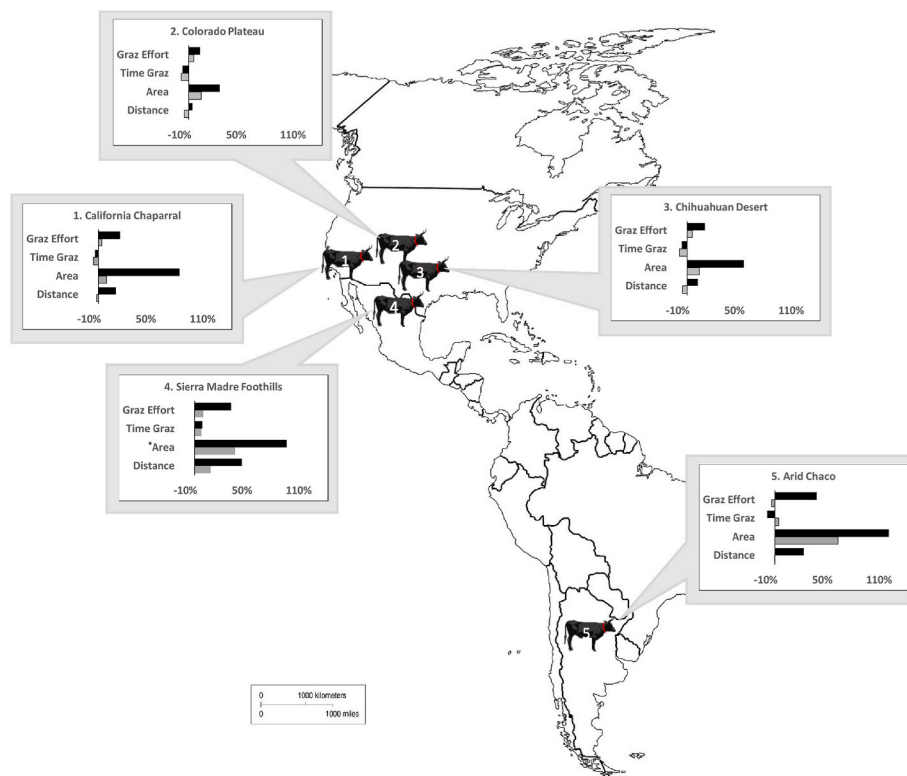 2. Colorado Plateau
Graz Effort
Time Graz
Area
Distance
-10% 50% 110%
1. California Chaparral
Graz Effort
Time Graz
Area
Distance
-10% 50% 110%
3. Chihuahuan Desert
Graz Effort
Time Graz
Area
Distance
-10% 50% 110%
2
1
3
4
4. Sierra Madre Foothills
Graz Effort
Time Graz
*Area
Distance
-10% 50% 110%
5. Arid Chaco
Graz Effort
Time Graz
Area
Distance
-10% 50% 110%
5
0 1000 kilometers
0 1000 miles